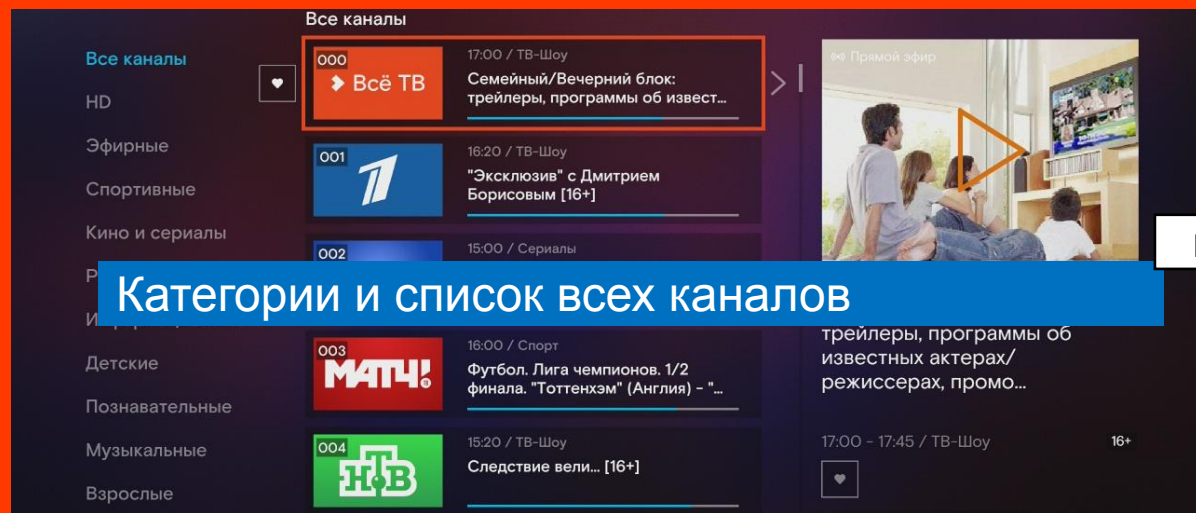 Все каналы
Все каналы
HD
Эфирные
Спортивные
Кино и сериалы
Детские
Познавательные
Музыкальные
Взрослые
000
Всё ТВ
17:00 / ТВ-Шоу
Семейный/Вечерний блок:
трейлеры, программы об извест...
001
16:20 / ТВ-Шоу
"Эксклюзив" с Дмитрием
Борисовым [16+]
002
15:00 / Сериалы
Категории и список всех каналов
003
МАТЧ!
16:00 / Спорт
Футбол. Лига чемпионов. 1/2
финала. "Тоттенхэм" (Англия) - "...
004
НТВ
15:20 / ТВ-Шоу
Следствие вели... [16+]
Прямой эфир
трейлеры, программы об
известных актерах/
режиссерах, промо...
17:00 - 17:45 / ТВ-Шоу
16+